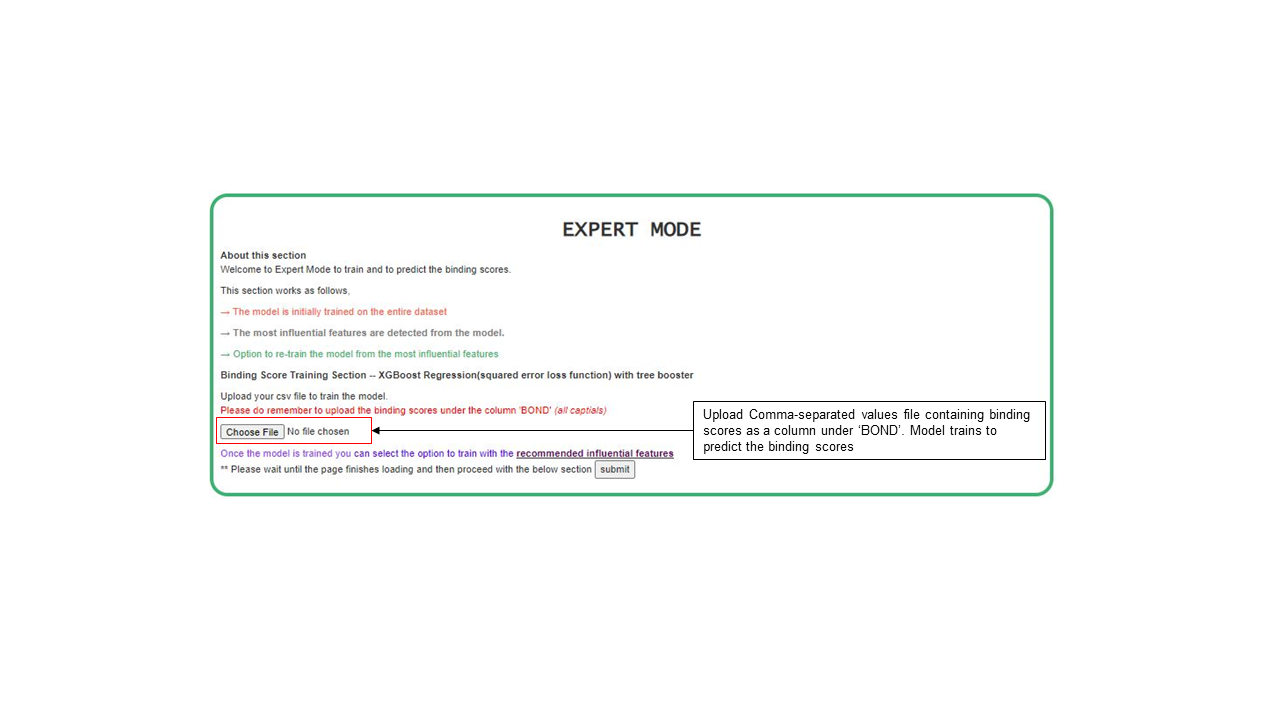 EXPERT MODE
About this section
Welcome to Expert Mode to train and to predict the binding scores.
This section works as follows,
→ The model is initially trained on the entire dataset
→ The most influential features are detected from the model.
→ Option to re-train the model from the most influential features
Binding Score Training Section -- XGBoost Regression(squared error loss function) with tree booster
Upload your csv file to train the model.
Please do remember to upload the binding scores under the column 'BOND' (all captials)
Choose File No file chosen
Upload Comma-separated values file containing binding
scores as a column under ‘BOND’. Model trains to
predict the binding scores
Once the model is trained you can select the option to train with the recommended influential features
** Please wait until the page finishes loading and then proceed with the below section submit